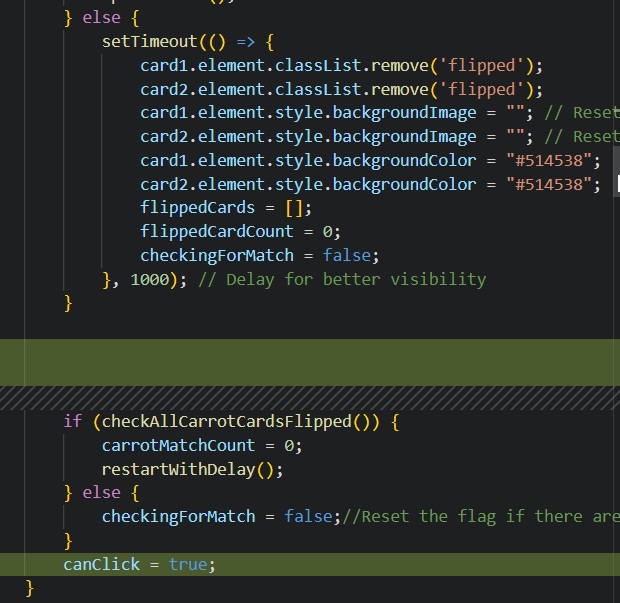 } else {
setTimeout(() => {
card1.element.classList.remove('flipped');
card2.element.classList.remove('flipped');
card1.element.style.backgroundImage = ""; // Reset
card2.element.style.backgroundImage = ""; // Reset
card1.element.style.backgroundColor = "#514538";
card2.element.style.backgroundColor = "#514538";
flippedCards = [];
flippedCardCount = 0;
checkingForMatch = false;
}, 1000); // Delay for better visibility
}
if (checkAllCarrotCardsFlipped()) {
carrotMatchCount = 0;
restartWithDelay();
} else {
checkingForMatch = false;//Reset the flag if there are
}
canClick = true;
}